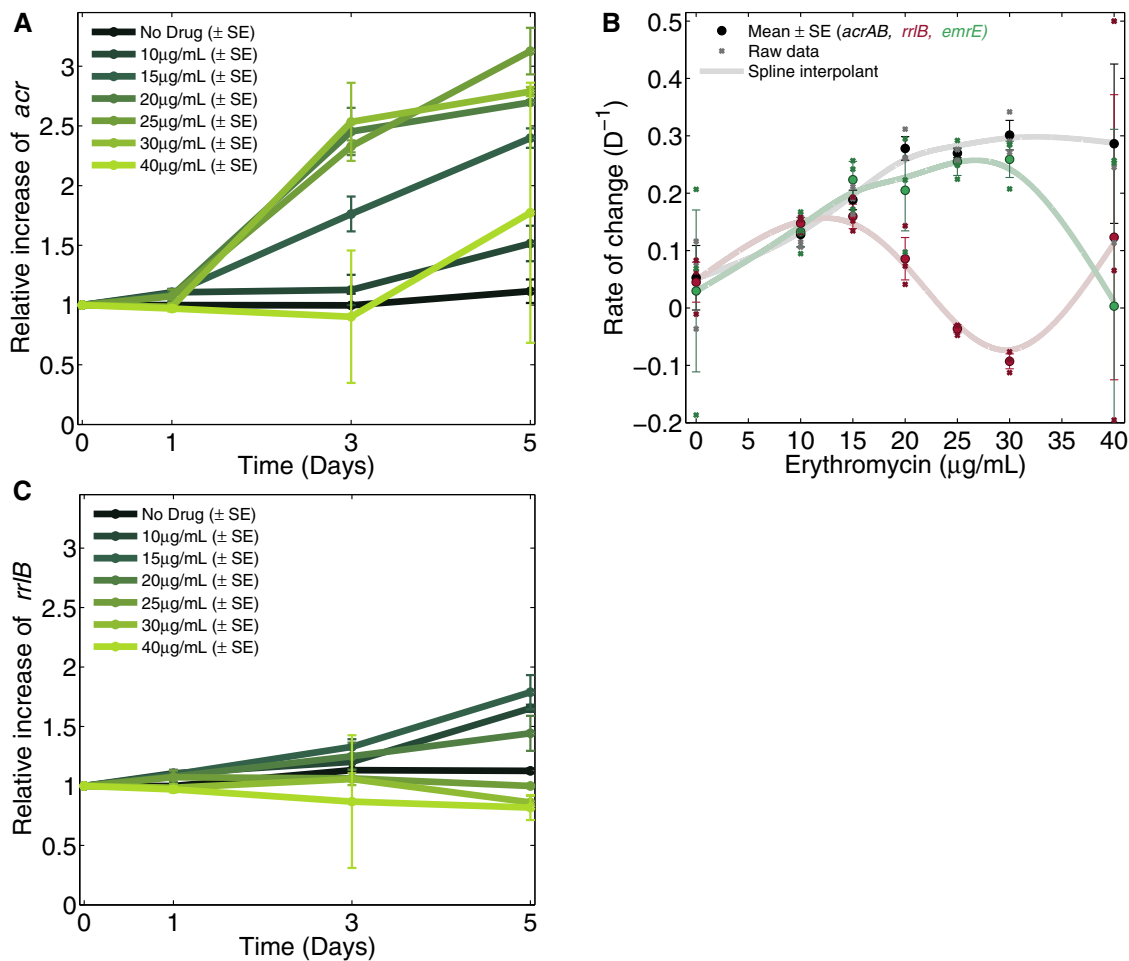 A
No Drug (± SE)
10µg/mL (± SE)
15µg/mL (± SE)
20µg/mL (± SE)
25µg/mL (± SE)
30µg/mL (± SE)
40µg/mL (± SE)
Relative increase of acr
3
2.5
2
1.5
1
0.5
0
0 1 3 5
Time (Days)
B
Mean ± SE (acrAB, rrlB, emrE)
Raw data
Spline interpolant
Rate of change (D⁻¹)
0.5
0.4
0.3
0.2
0.1
0
−0.1
−0.2
0 5 10 15 20 25 30 35 40
Erythromycin (µg/mL)
C
No Drug (± SE)
10µg/mL (± SE)
15µg/mL (± SE)
20µg/mL (± SE)
25µg/mL (± SE)
30µg/mL (± SE)
40µg/mL (± SE)
Relative increase of rrlB
3
2.5
2
1.5
1
0.5
0
0 1 3 5
Time (Days)